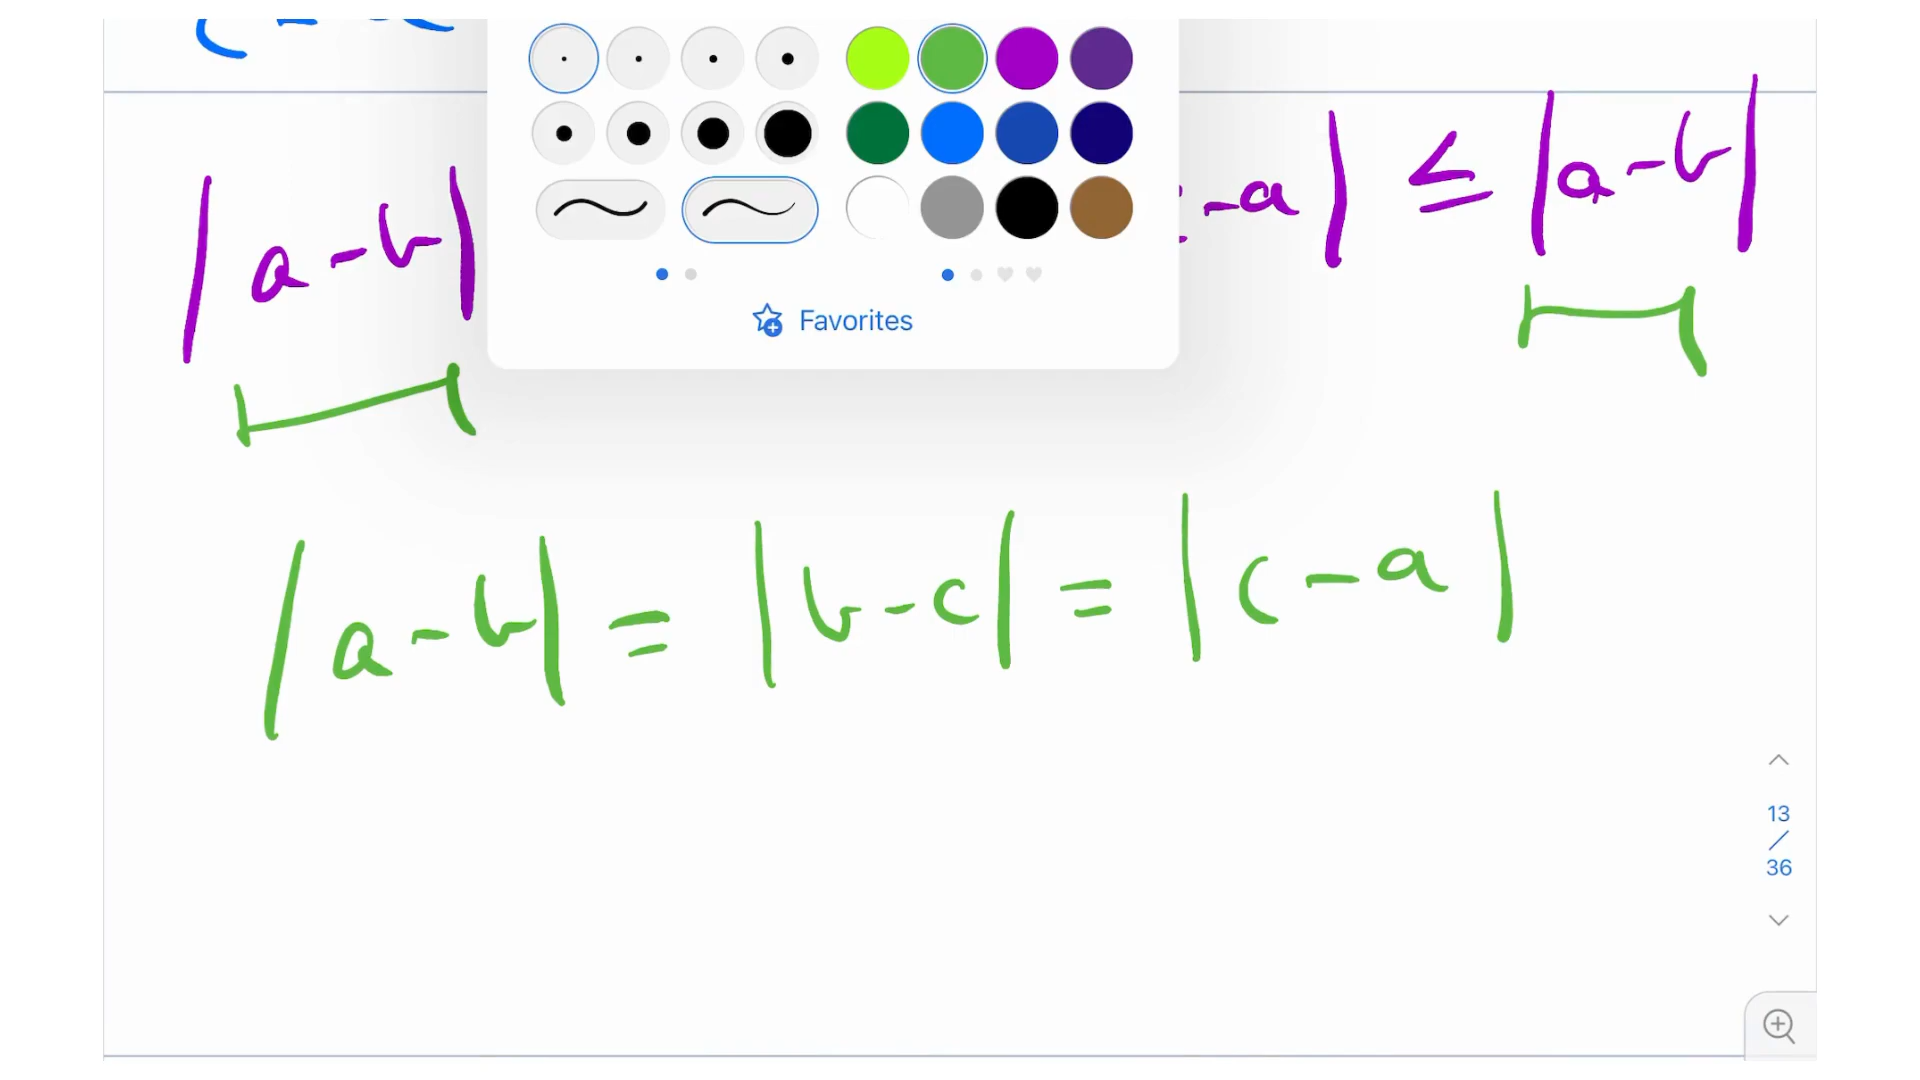 |a-b| -a| ≤ |a-b|
Favorites
|a-b| = |b-c| = |c-a|
13
/
36